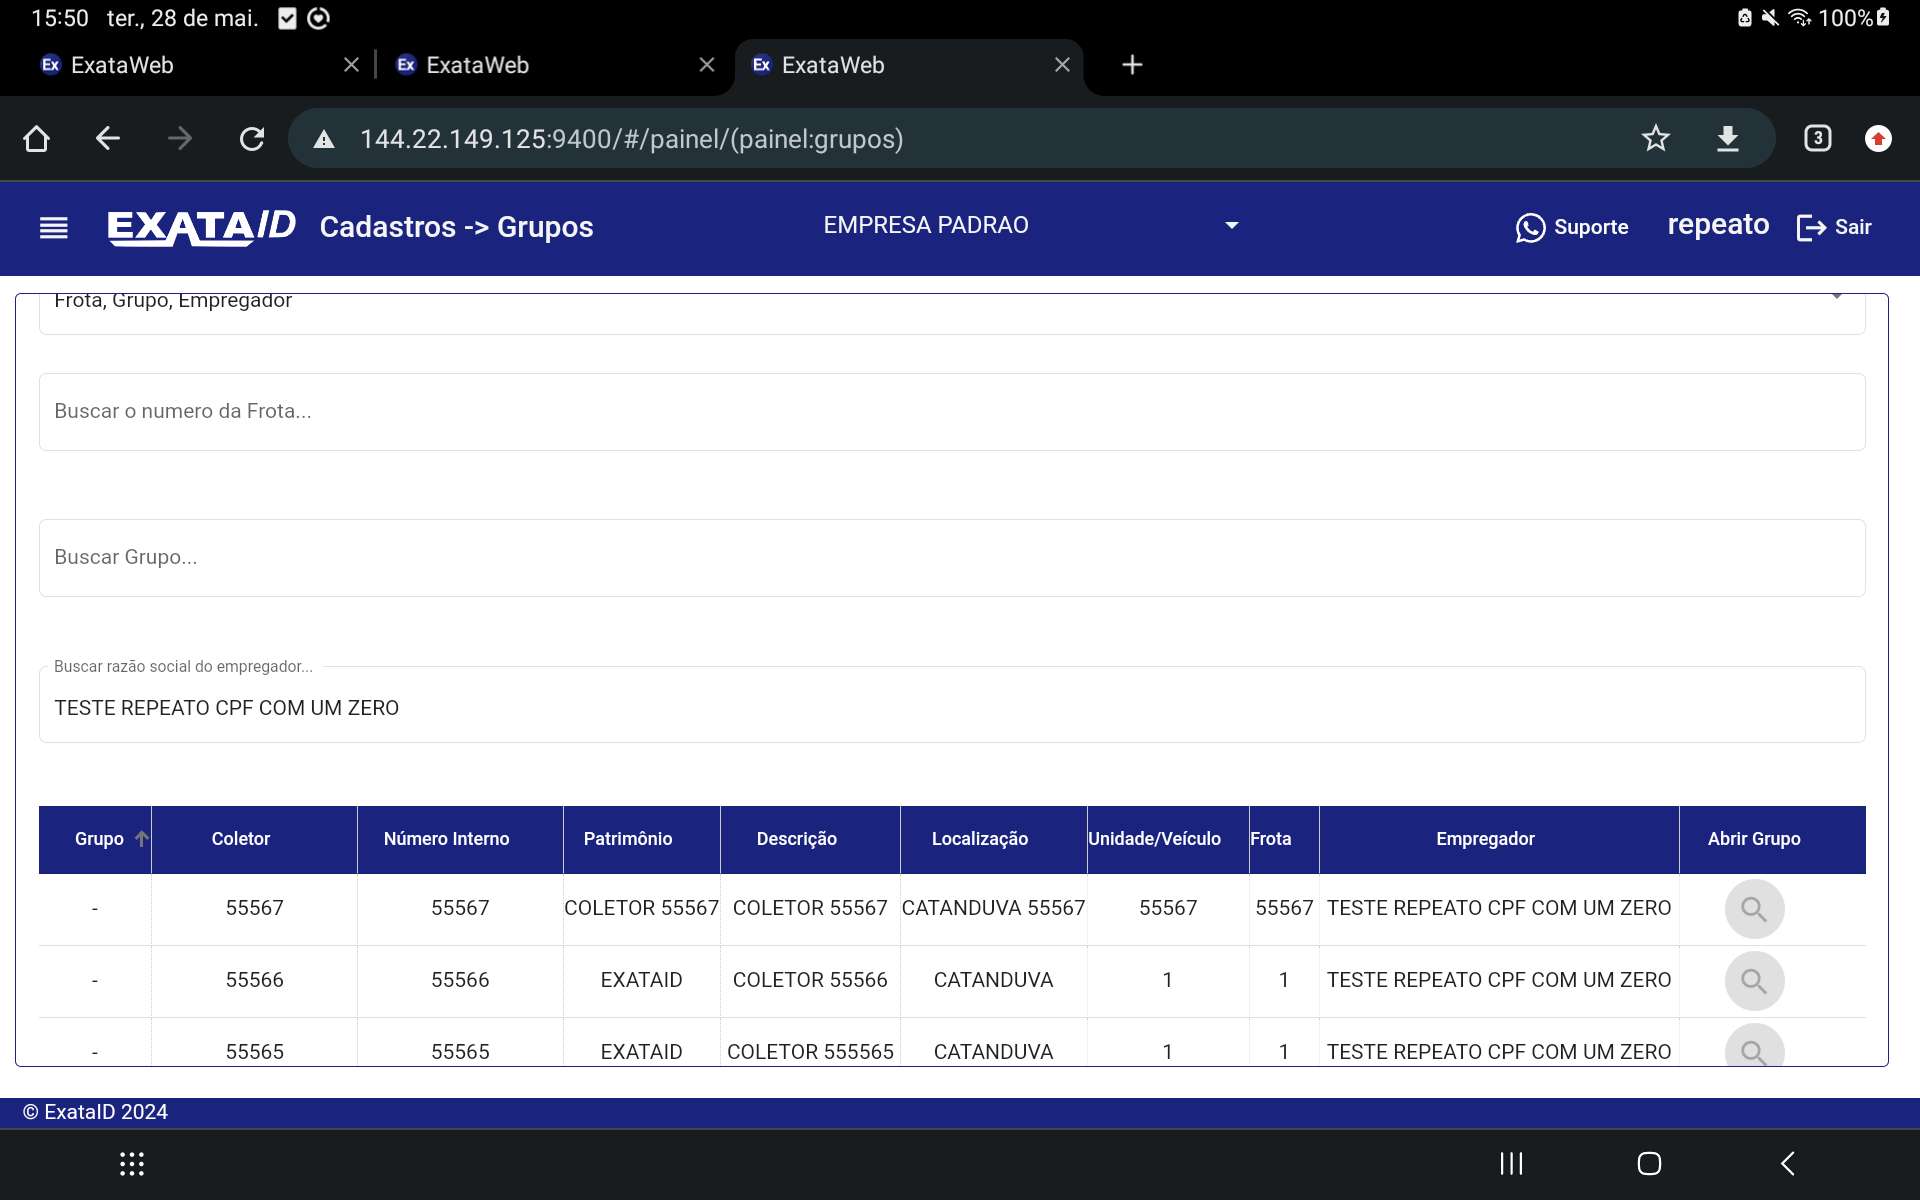 15:50 ter., 28 de mai. 100%
Ex ExataWeb Ex ExataWeb Ex ExataWeb
144.22.149.125:9400/#/painel/(painel:grupos) 3
EXATAID Cadastros -> Grupos EMPRESA PADRAO Suporte repeato Sair
Frota, Grupo, Empregador
Buscar o numero da Frota...
Buscar Grupo...
Buscar razão social do empregador...
TESTE REPEATO CPF COM UM ZERO
Grupo Coletor Número Interno Patrimônio Descrição Localização Unidade/Veículo Frota Empregador Abrir Grupo
- 55567 55567 COLETOR 55567 COLETOR 55567 CATANDUVA 55567 55567 55567 TESTE REPEATO CPF COM UM ZERO
- 55566 55566 EXATAID COLETOR 55566 CATANDUVA 1 1 TESTE REPEATO CPF COM UM ZERO
- 55565 55565 EXATAID COLETOR 555565 CATANDUVA 1 1 TESTE REPEATO CPF COM UM ZERO
© ExataID 2024